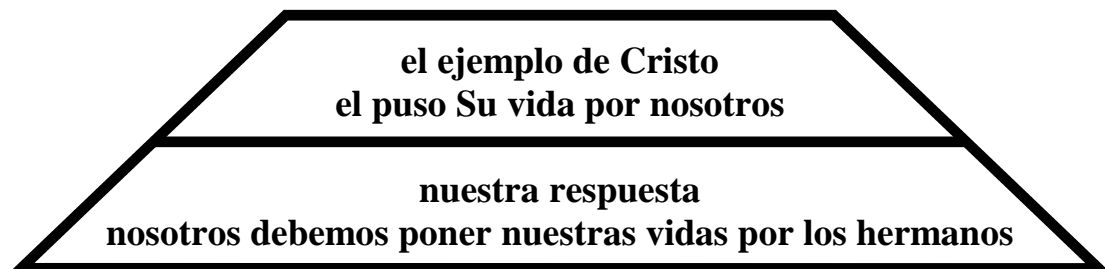 el ejemplo de Cristo
el puso Su vida por nosotros
nuestra respuesta
nosotros debemos poner nuestras vidas por los hermanos